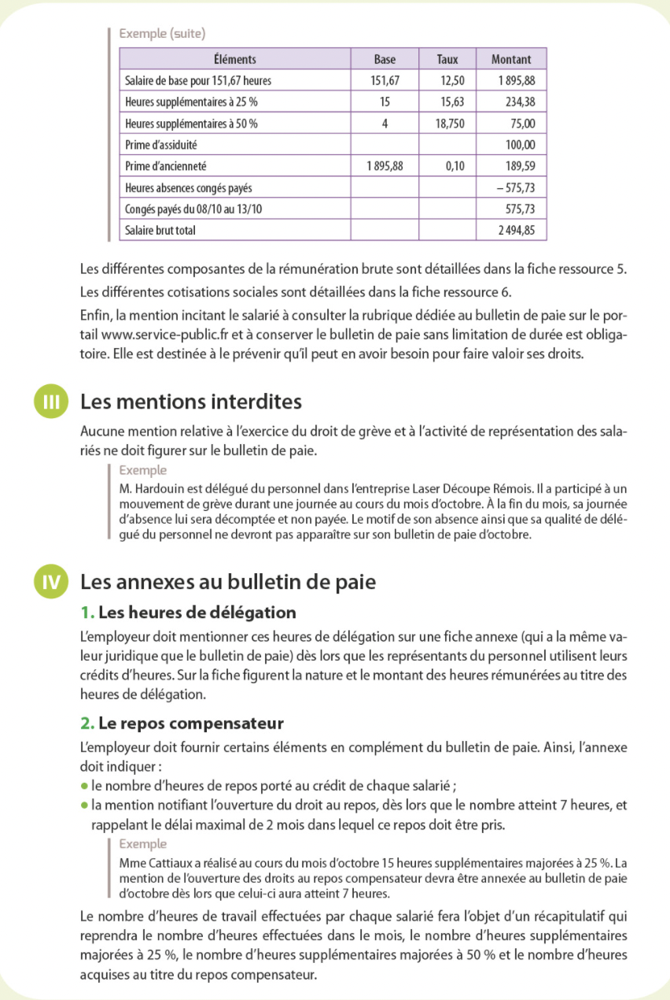 Exemple (suite)
Éléments Base Taux Montant
Salaire de base pour 151,67 heures 151,67 12,50 1 895,88
Heures supplémentaires à 25 % 15 15,63 234,38
Heures supplémentaires à 50 % 4 18,750 75,00
Prime d’assiduité 100,00
Prime d’ancienneté 1 895,88 0,10 189,59
Heures absences congés payés – 575,73
Congés payés du 08/10 au 13/10 575,73
Salaire brut total 2 494,85
Les différentes composantes de la rémunération brute sont détaillées dans la fiche ressource 5.
Les différentes cotisations sociales sont détaillées dans la fiche ressource 6.
Enfin, la mention incitant le salarié à consulter la rubrique dédiée au bulletin de paie sur le por-
tail www.service-public.fr et à conserver le bulletin de paie sans limitation de durée est obliga-
toire. Elle est destinée à le prévenir qu’il peut en avoir besoin pour faire valoir ses droits.
III Les mentions interdites
Aucune mention relative à l’exercice du droit de grève et à l’activité de représentation des sala-
riés ne doit figurer sur le bulletin de paie.
Exemple
M. Hardouin est délégué du personnel dans l’entreprise Laser Découpe Rémois. Il a participé à un
mouvement de grève durant une journée au cours du mois d’octobre. À la fin du mois, sa journée
d’absence lui sera décomptée et non payée. Le motif de son absence ainsi que sa qualité de délé-
gué du personnel ne devront pas apparaître sur son bulletin de paie d’octobre.
IV Les annexes au bulletin de paie
1. Les heures de délégation
L’employeur doit mentionner ces heures de délégation sur une fiche annexe (qui a la même va-
leur juridique que le bulletin de paie) dès lors que les représentants du personnel utilisent leurs
crédits d’heures. Sur la fiche figurent la nature et le montant des heures rémunérées au titre des
heures de délégation.
2. Le repos compensateur
L’employeur doit fournir certains éléments en complément du bulletin de paie. Ainsi, l’annexe
doit indiquer :
• le nombre d’heures de repos porté au crédit de chaque salarié ;
• la mention notifiant l’ouverture du droit au repos, dès lors que le nombre atteint 7 heures, et
rappelant le délai maximal de 2 mois dans lequel ce repos doit être pris.
Exemple
Mme Cattiaux a réalisé au cours du mois d’octobre 15 heures supplémentaires majorées à 25 %. La
mention de l’ouverture des droits au repos compensateur devra être annexée au bulletin de paie
d’octobre dès lors que celui-ci aura atteint 7 heures.
Le nombre d’heures de travail effectuées par chaque salarié fera l’objet d’un récapitulatif qui
reprendra le nombre d’heures effectuées dans le mois, le nombre d’heures supplémentaires
majorées à 25 %, le nombre d’heures supplémentaires majorées à 50 % et le nombre d’heures
acquises au titre du repos compensateur.